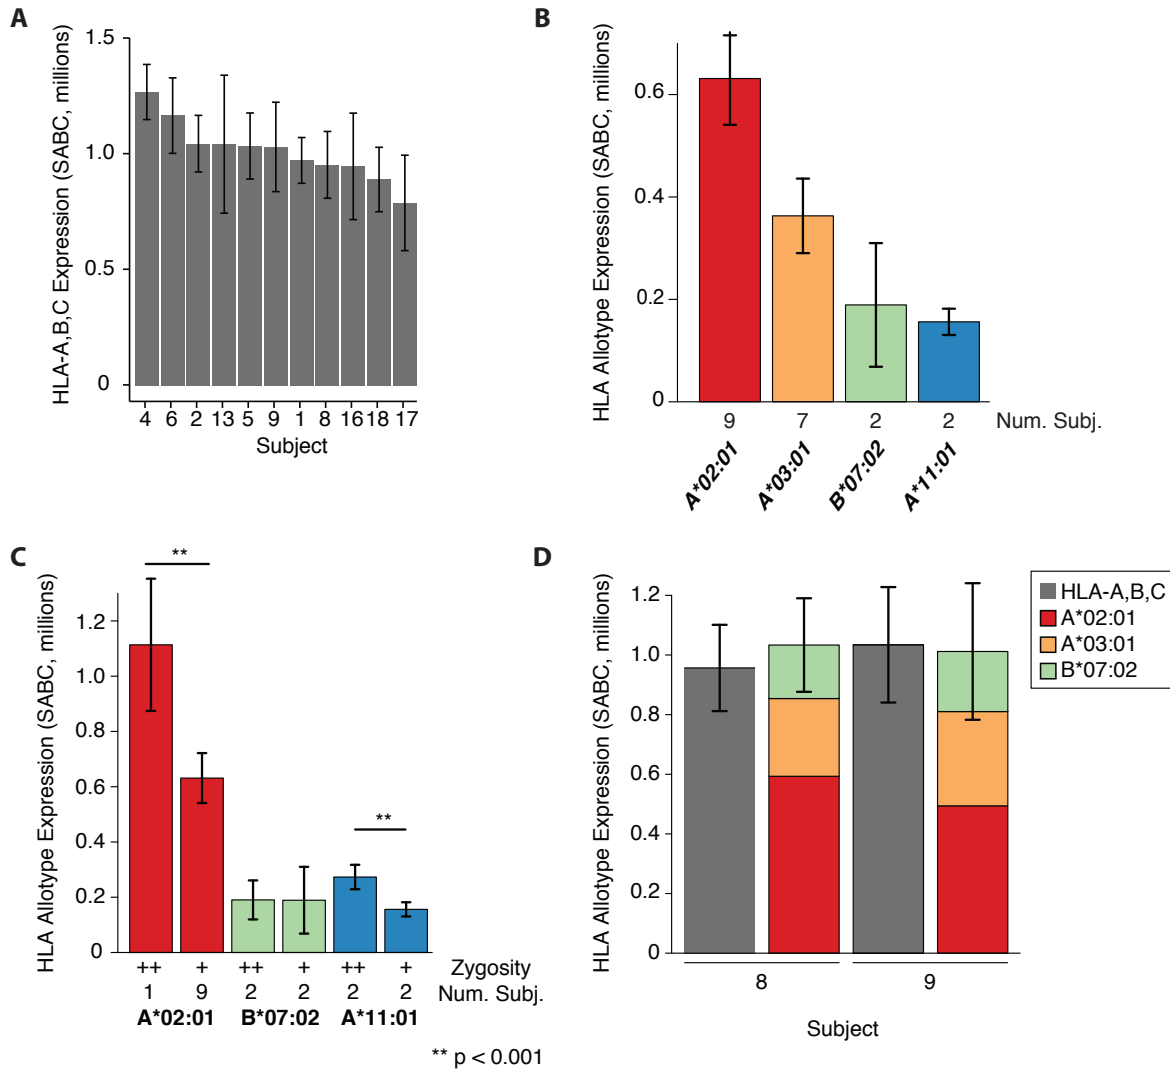 A
HLA-A,B,C Expression (SABC, millions)
1.5
1.0
0.5
0
4 6 2 13 5 9 1 8 16 18 17
Subject
B
HLA Allotype Expression (SABC, millions)
0.6
0.4
0.2
0
9 7 2 2 Num. Subj.
A*02:01 A*03:01 B*07:02 A*11:01
C
HLA Allotype Expression (SABC, millions)
**
**
1.2
1.0
0.8
0.6
0.4
0.2
0
++ + ++ + ++ + Zygosity
1 9 2 2 2 2 Num. Subj.
A*02:01 B*07:02 A*11:01
** p < 0.001
D
HLA Allotype Expression (SABC, millions)
1.2
1.0
0.8
0.6
0.4
0.2
0
8 9
Subject
HLA-A,B,C
A*02:01
A*03:01
B*07:02